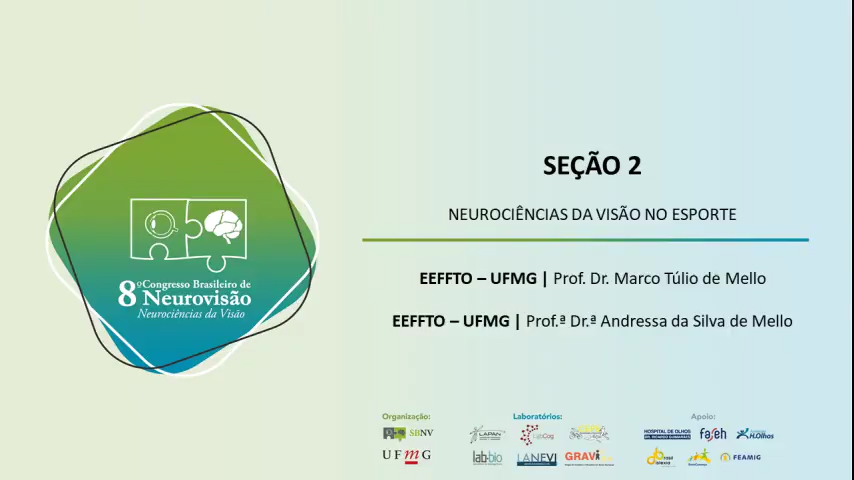 SEÇÃO 2
NEUROCIÊNCIAS DA VISÃO NO ESPORTE
EEFFTO – UFMG | Prof. Dr. Marco Túlio de Mello
EEFFTO – UFMG | Prof.ª Dr.ª Andressa da Silva de Mello
8º Congresso Brasileiro de
Neurovisão
Neurociências da Visão
Organização:
SBNV
UFMG
Laboratórios:
LAPAN
lab·bio
LANEVI
GRAVI
Apoio:
HOSPITAL DE OLHOS
faseh
H.Olhos
FEAMIG